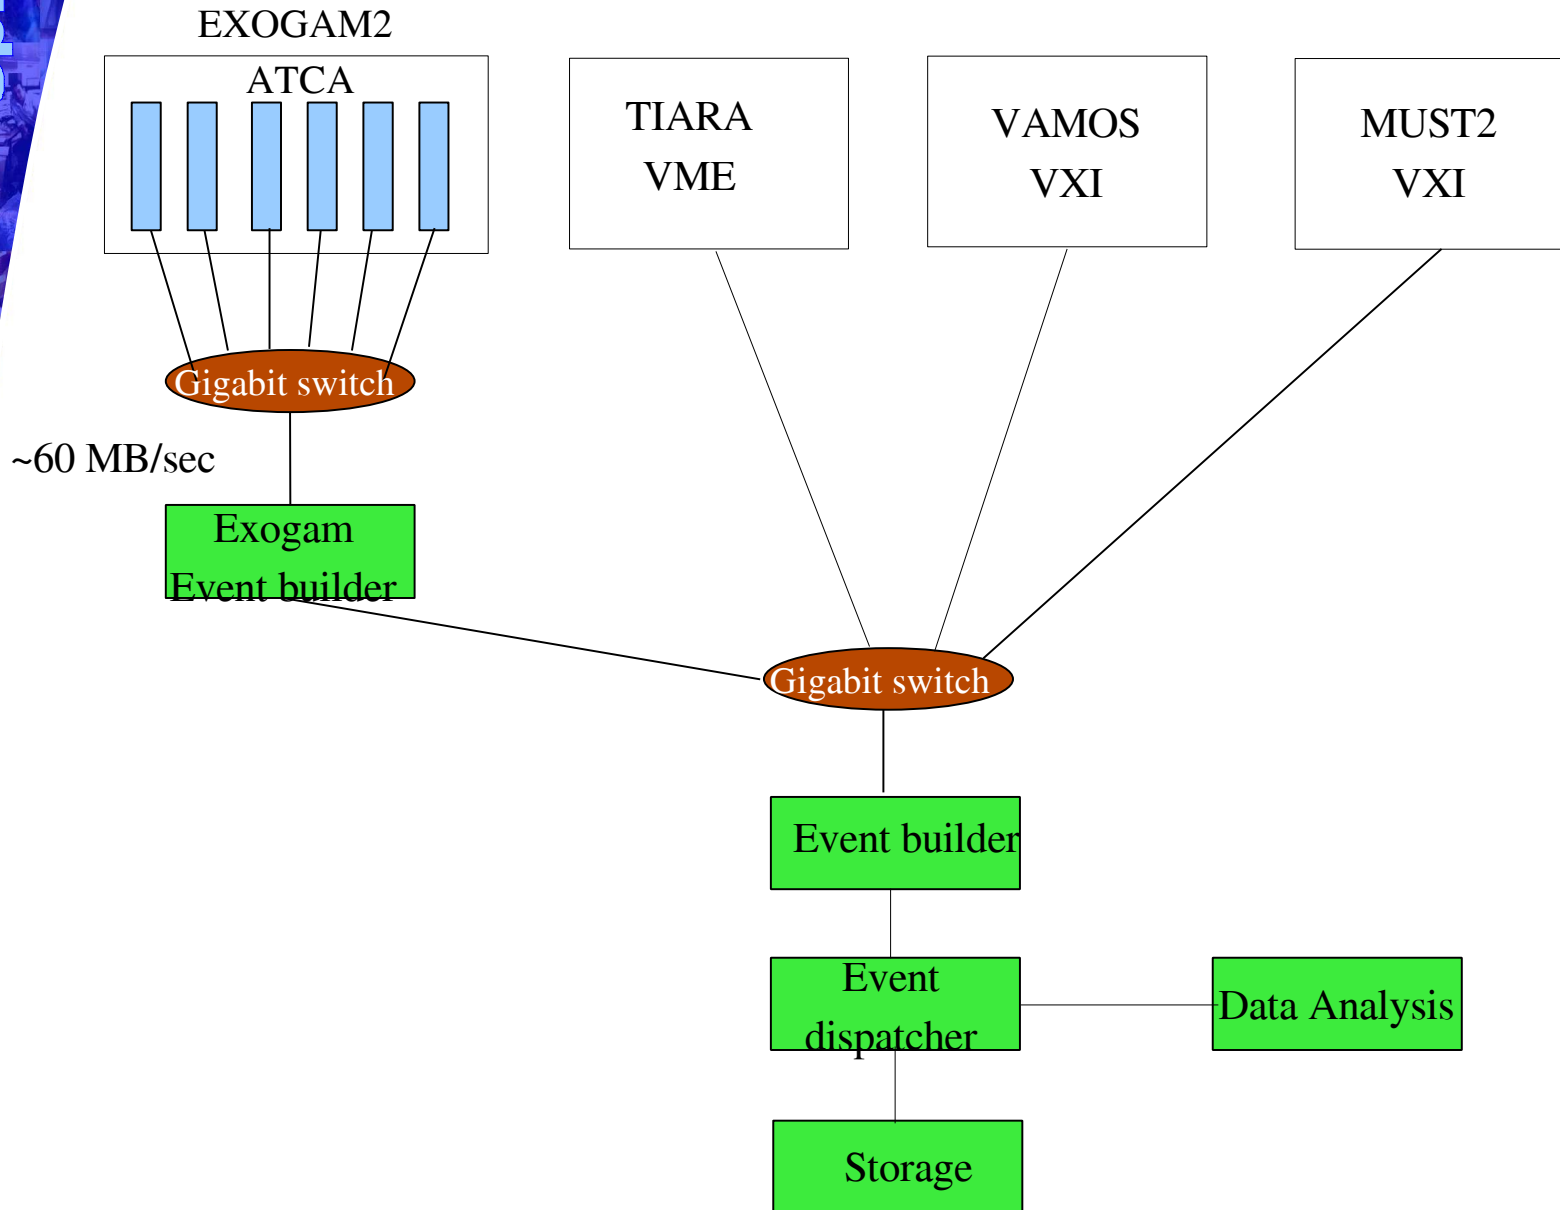 EXOGAM2
ATCA
TIARA
VME
VAMOS
VXI
MUST2
VXI
Gigabit switch
~60 MB/sec
Exogam
Event builder
Gigabit switch
Event builder
Event
dispatcher
Data Analysis
Storage